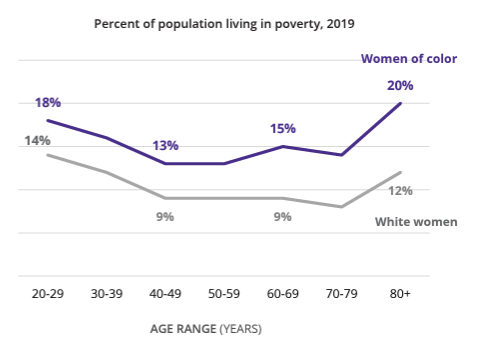 Percent of population living in poverty, 2019
Women of color
20%
18%
15%
14%
13%
12%
9%
9%
White women
20-29 30-39 40-49 50-59 60-69 70-79 80+
AGE RANGE (YEARS)